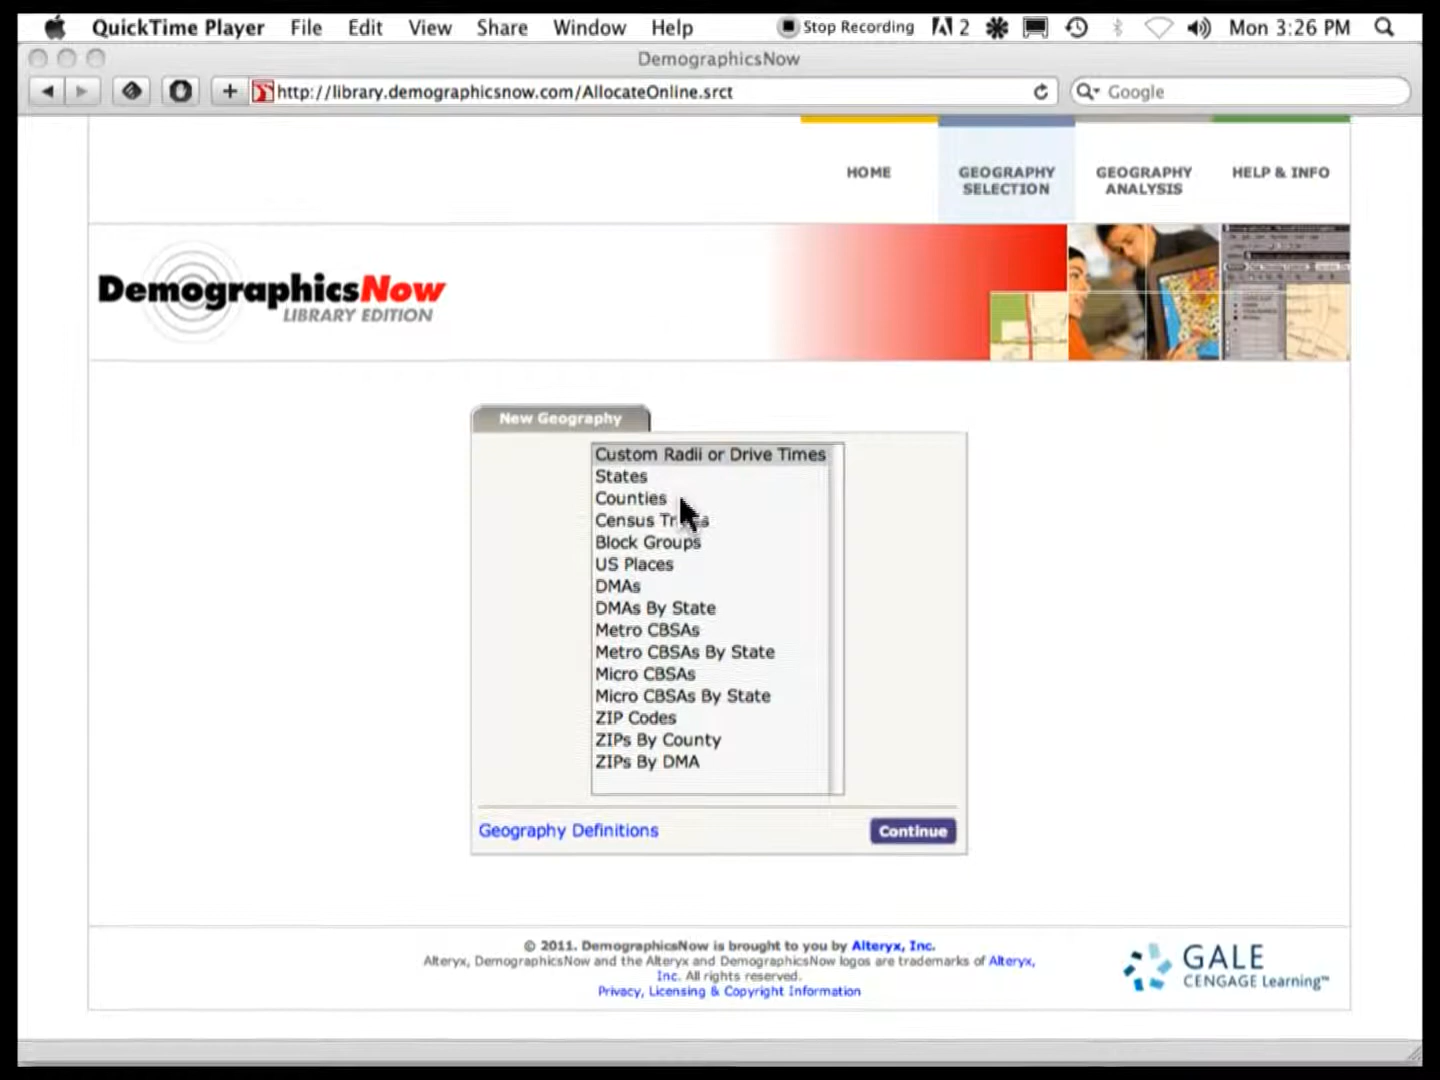 QuickTime Player File Edit View Share Window Help Stop Recording 2 Mon 3:26 PM
DemographicsNow
http://library.demographicsnow.com/AllocateOnline.srct Google
HOME GEOGRAPHY SELECTION GEOGRAPHY ANALYSIS HELP & INFO
DemographicsNow
LIBRARY EDITION
New Geography
Custom Radii or Drive Times
States
Counties
Census
Block Groups
US Places
DMAs
DMAs By State
Metro CBSAs
Metro CBSAs By State
Micro CBSAs
Micro CBSAs By State
ZIP Codes
ZIPs By County
ZIPs By DMA
Geography Definitions Continue
© 2011. DemographicsNow is brought to you by Alteryx, Inc.
Alteryx, DemographicsNow and the Alteryx and DemographicsNow logos are trademarks of Alteryx,
Inc. All rights reserved.
Privacy, Licensing & Copyright Information
GALE
CENGAGE Learning™